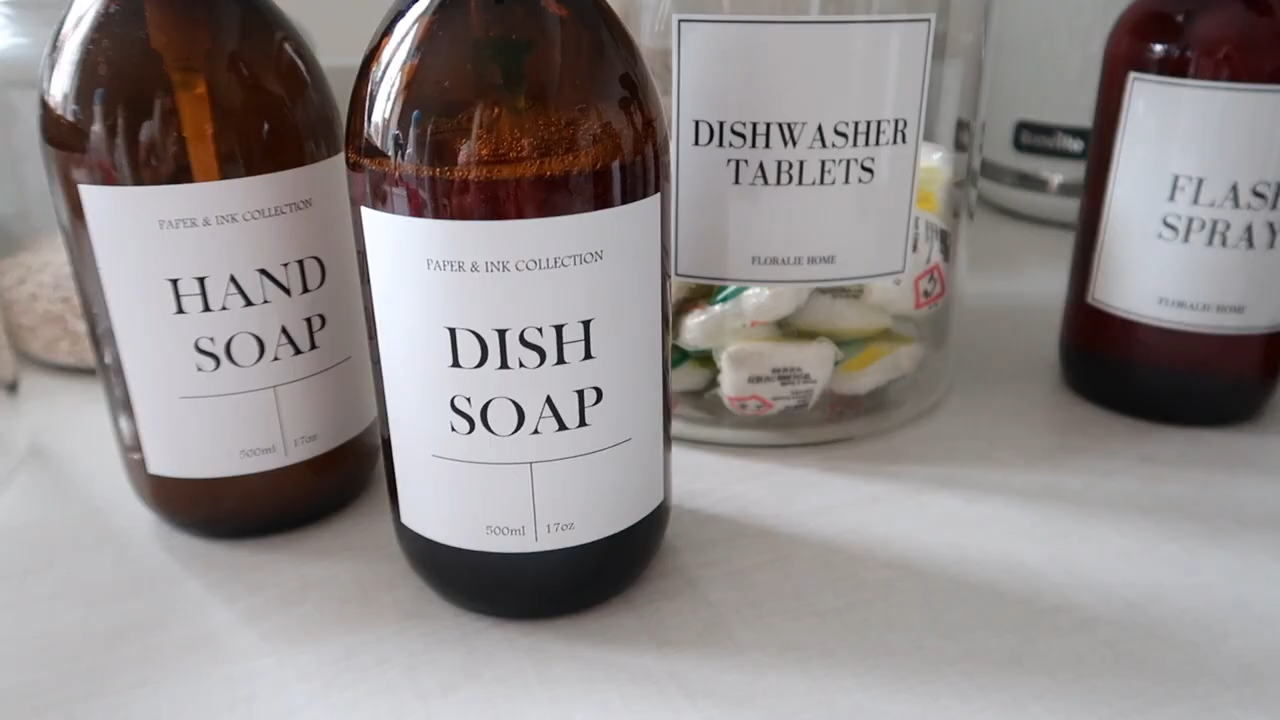 PAPER & INK COLLECTION
HAND
SOAP
500ml | 17oz
PAPER & INK COLLECTION
DISH
SOAP
500ml | 17oz
DISHWASHER
TABLETS
FLORALIE HOME
FLASH
SPRAY
FLORALIE HOME